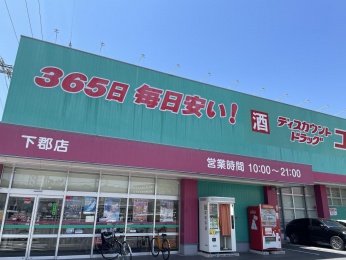 365日 毎日安い!
酒
ディスカウント
ドラッグ
コ
下郡店
営業時間 10:00~21:00